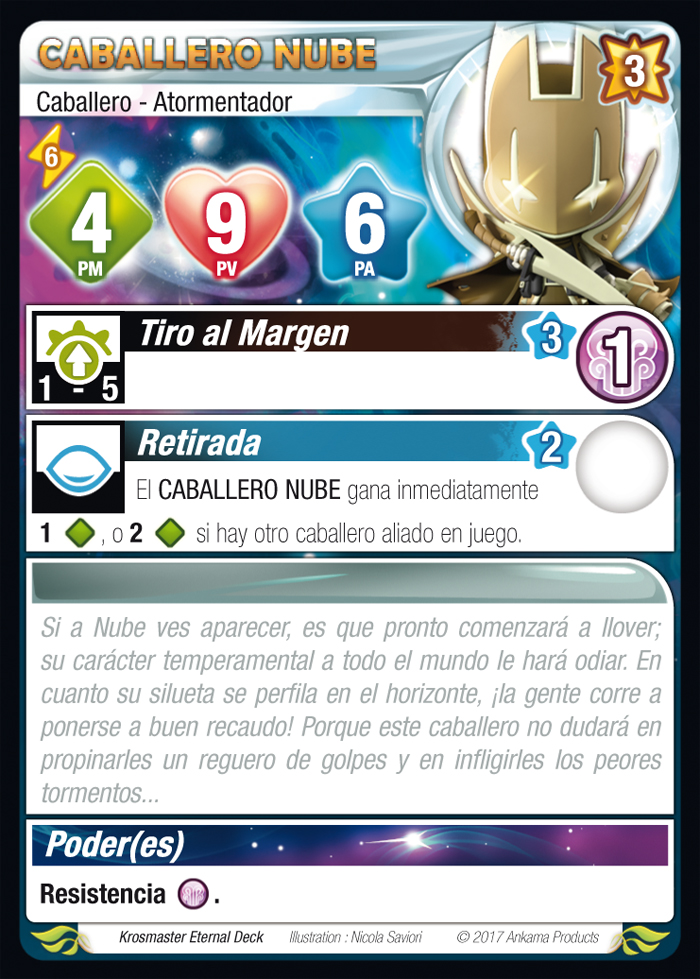 CABALLERO NUBE
3
Caballero - Atormentador
6
4
PM
9
PV
6
PA
Tiro al Margen
3
1
1 - 5
Retirada
2
El CABALLERO NUBE gana inmediatamente
1 , o 2 si hay otro caballero aliado en juego.
Si a Nube ves aparecer, es que pronto comenzará a llover;
su carácter temperamental a todo el mundo le hará odiar. En
cuanto su silueta se perfila en el horizonte, ¡la gente corre a
ponerse a buen recaudo! Porque este caballero no dudará en
propinarles un reguero de golpes y en infligirles los peores
tormentos...
Poder(es)
Resistencia .
Krosmaster Eternal Deck Illustration : Nicola Saviori © 2017 Ankama Products